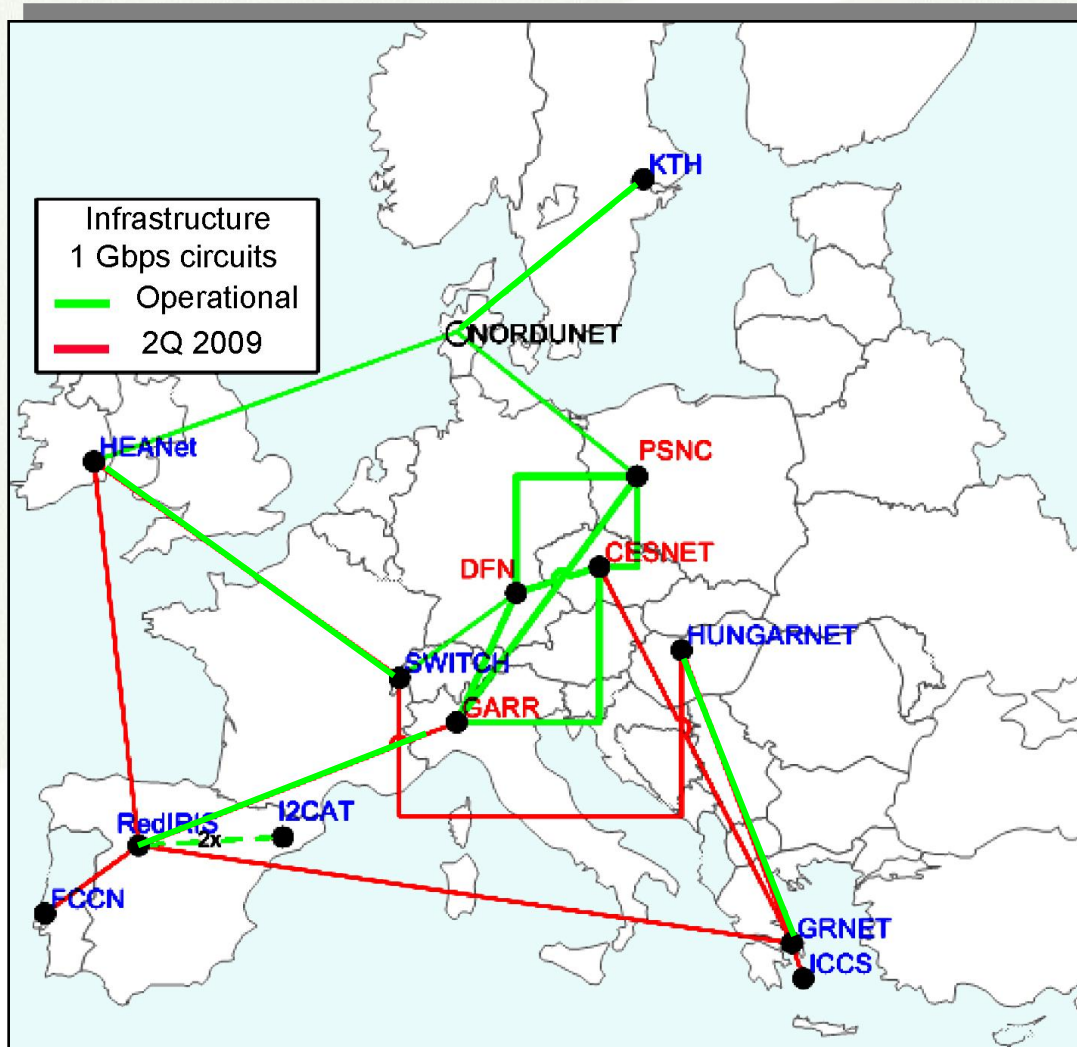 KTH
Infrastructure
1 Gbps circuits
Operational
2Q 2009
NORDUNET
HEANet
PSNC
CESNET
DFN
HUNGARNET
SWITCH
GARR
I2CAT
RedIRIS
2x
FCCN
GRNET
ICCS